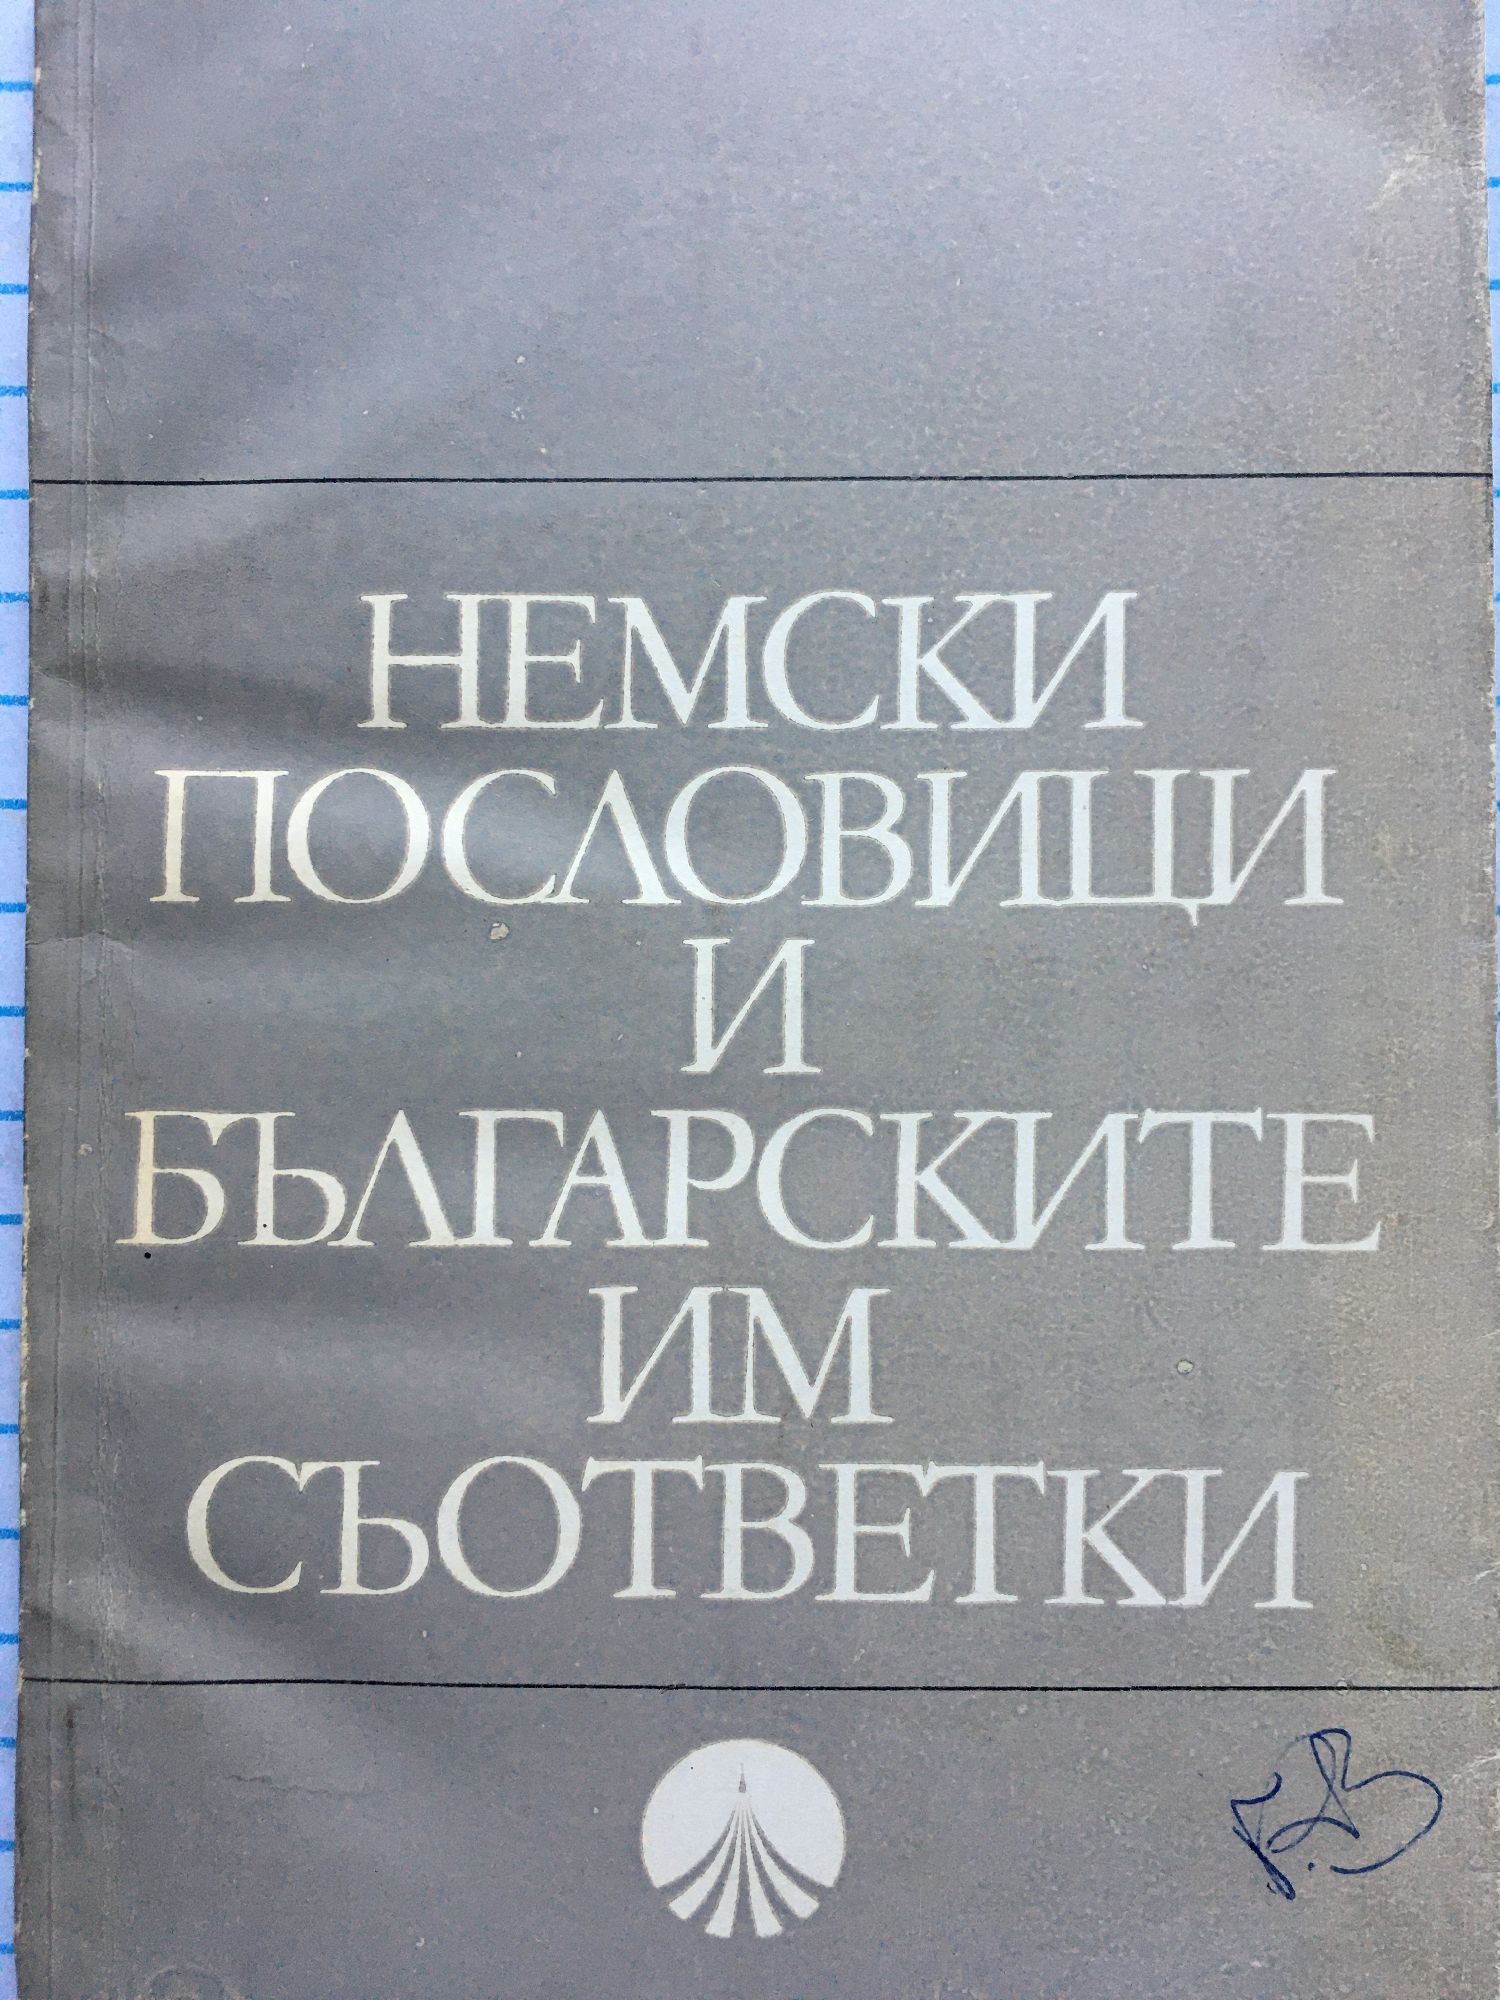 НЕМСКИ
ПОСЛОВИЦИ
И
БЪЛГАРСКИТЕ
ИМ
СЪОТВЕТКИ